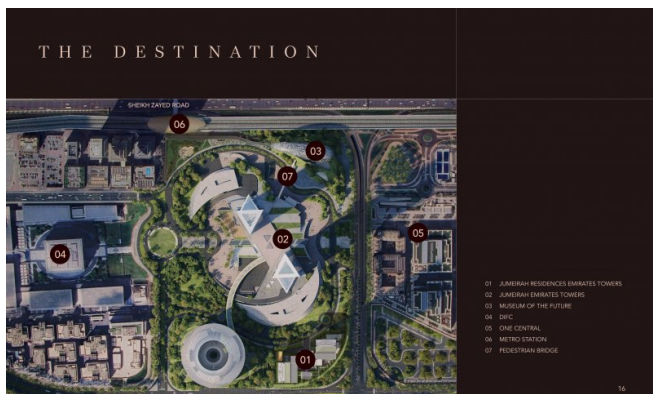 THE DESTINATION
SHEIKH ZAYED ROAD
06
03
07
02
05
04
01
01 JUMEIRAH RESIDENCES EMIRATES TOWERS
02 JUMEIRAH EMIRATES TOWERS
03 MUSEUM OF THE FUTURE
04 DIFC
05 ONE CENTRAL
06 METRO STATION
07 PEDESTRIAN BRIDGE
16